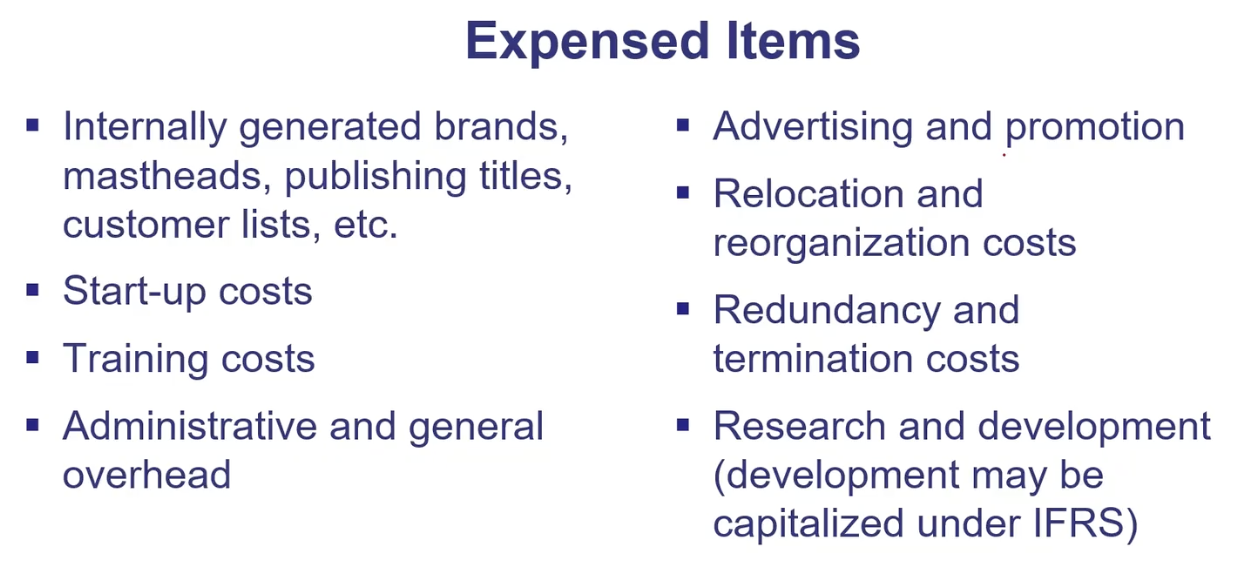 Expensed Items
▪ Internally generated brands,
mastheads, publishing titles,
customer lists, etc.
▪ Start-up costs
▪ Training costs
▪ Administrative and general
overhead
▪ Advertising and promotion
▪ Relocation and
reorganization costs
▪ Redundancy and
termination costs
▪ Research and development
(development may be
capitalized under IFRS)